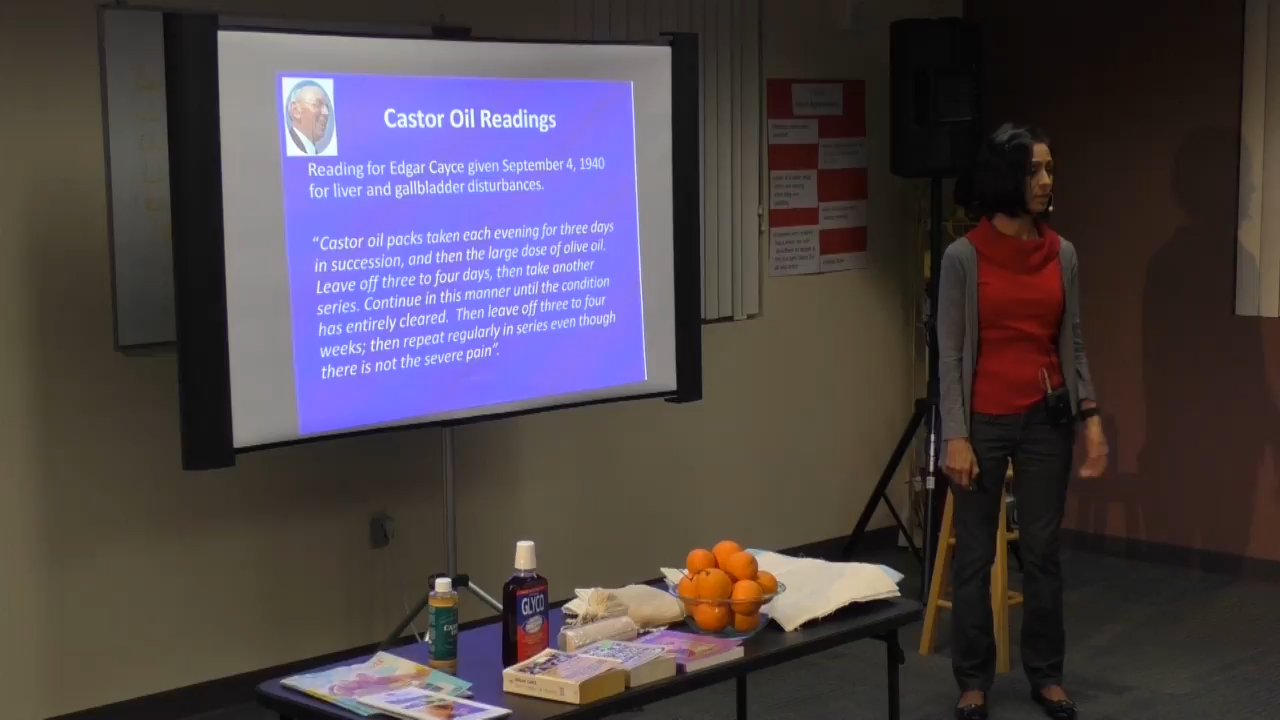 Castor Oil Readings
Reading for Edgar Cayce given September 4, 1940
for liver and gallbladder disturbances.
“Castor oil packs taken each evening for three days
in succession, and then the large dose of olive oil.
Leave off three to four days, then take another
series. Continue in this manner until the condition
has entirely cleared.  Then leave off three to four
weeks; then repeat regularly in series even though
there is not the severe pain”.
GLYCO